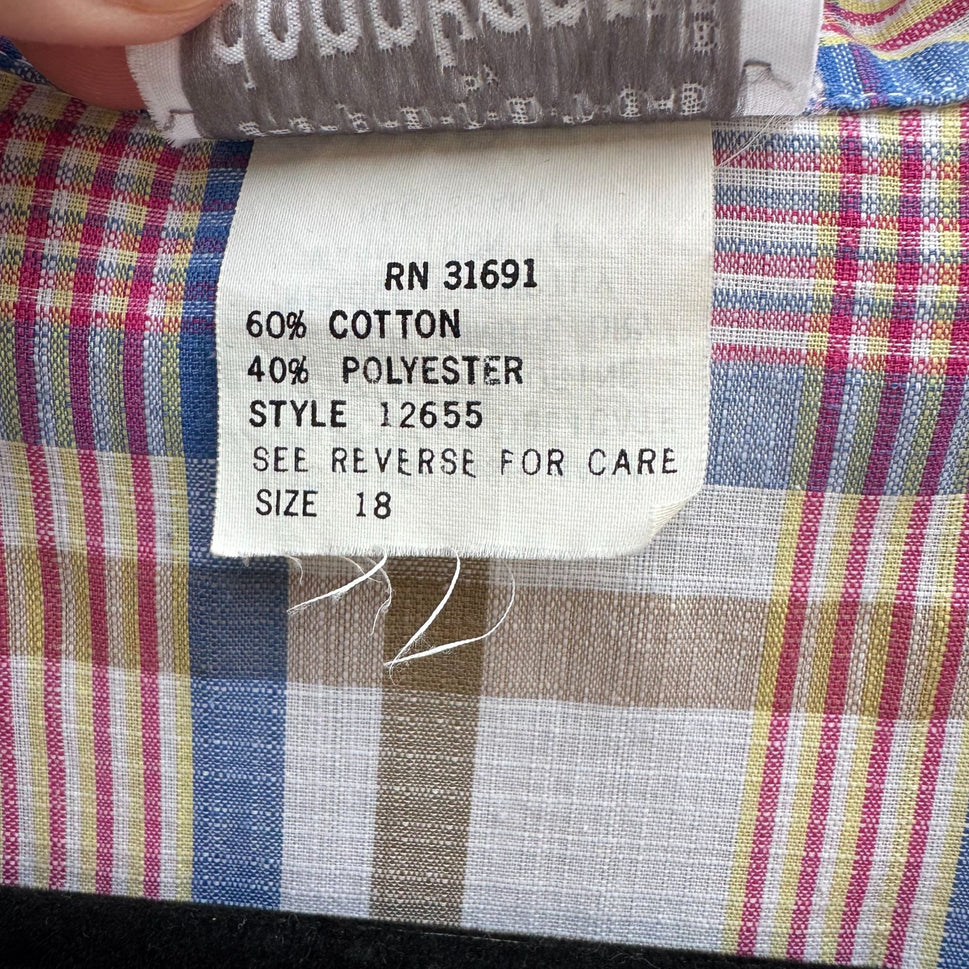 RN 31691
60% COTTON
40% POLYESTER
STYLE 12655
SEE REVERSE FOR CARE
SIZE 18